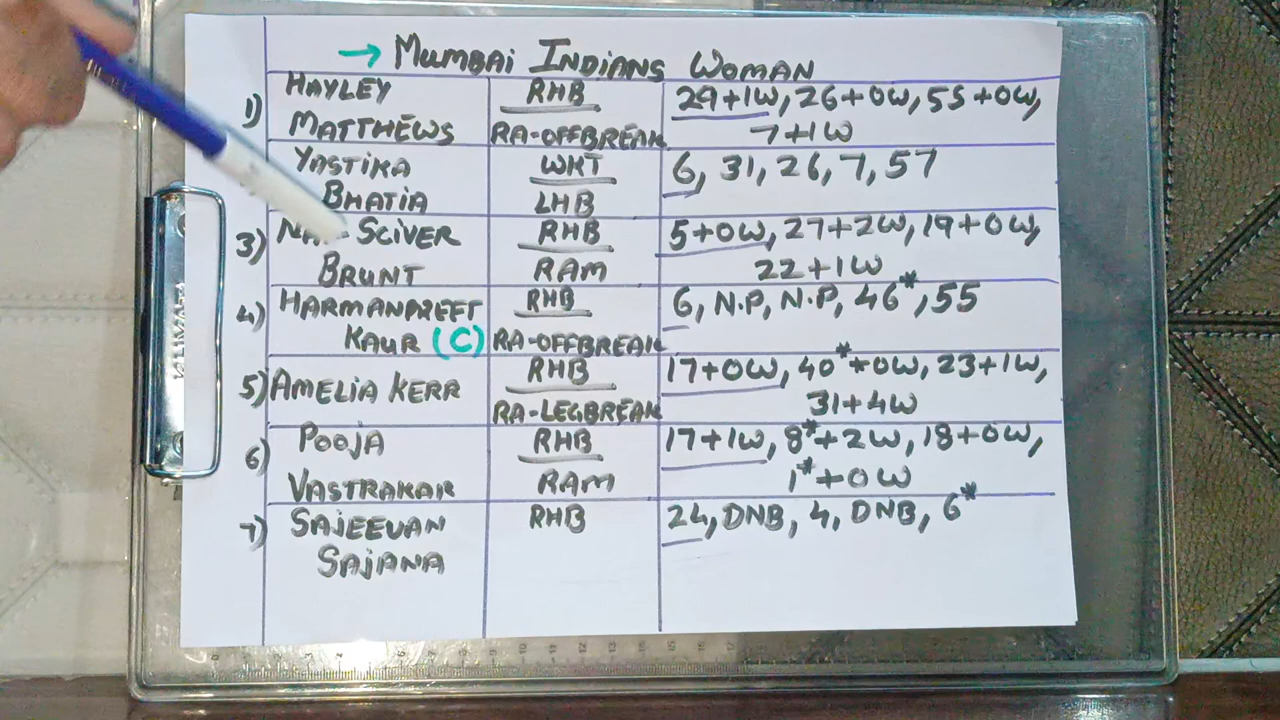 → MUMBAI INDIANS WOMAN
1) HAYLEY MATTHEWS RHB RA-OFFBREAK 29+1W, 26+0W, 55+0W, 7+1W
YASTIKA BHATIA WKT LHB 6, 31, 26, 7, 57
3) SCIVER BRUNT RHB RAM 5+0W, 27+2W, 19+0W, 22+1W
4) HARMANPREET KAUR (C) RHB RA-OFFBREAK 6, N.P, N.P, 46*, 55
5) AMELIA KERR RHB RA-LEGBREAK 17+0W, 40*+0W, 23+1W, 31+4W
6) POOJA VASTRAKAR RHB RAM 17+1W, 8*+2W, 18+0W, 1*+0W
7) SAJEEVAN SAJANA RHB 24, DNB, 4, DNB, 6*